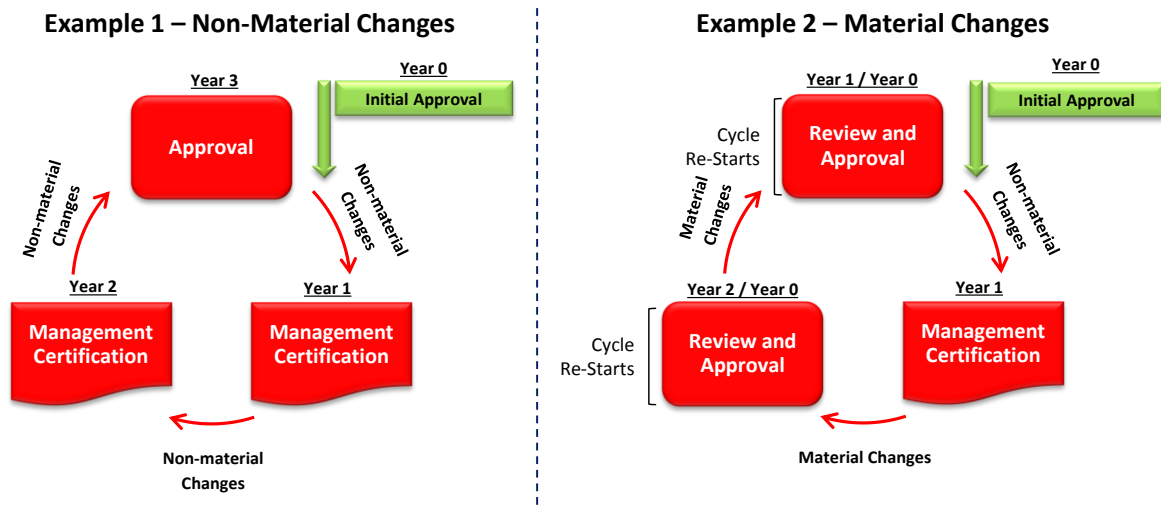 Example 1 – Non-Material Changes
Year 3
Approval
Year 0
Initial Approval
Non-material
Changes
Year 1
Management
Certification
Non-material
Changes
Year 2
Management
Certification
Non-material
Changes
Example 2 – Material Changes
Year 1 / Year 0
Review and
Approval
Cycle
Re-Starts
Year 0
Initial Approval
Non-material
Changes
Year 1
Management
Certification
Material Changes
Year 2 / Year 0
Review and
Approval
Cycle
Re-Starts
Material
Changes